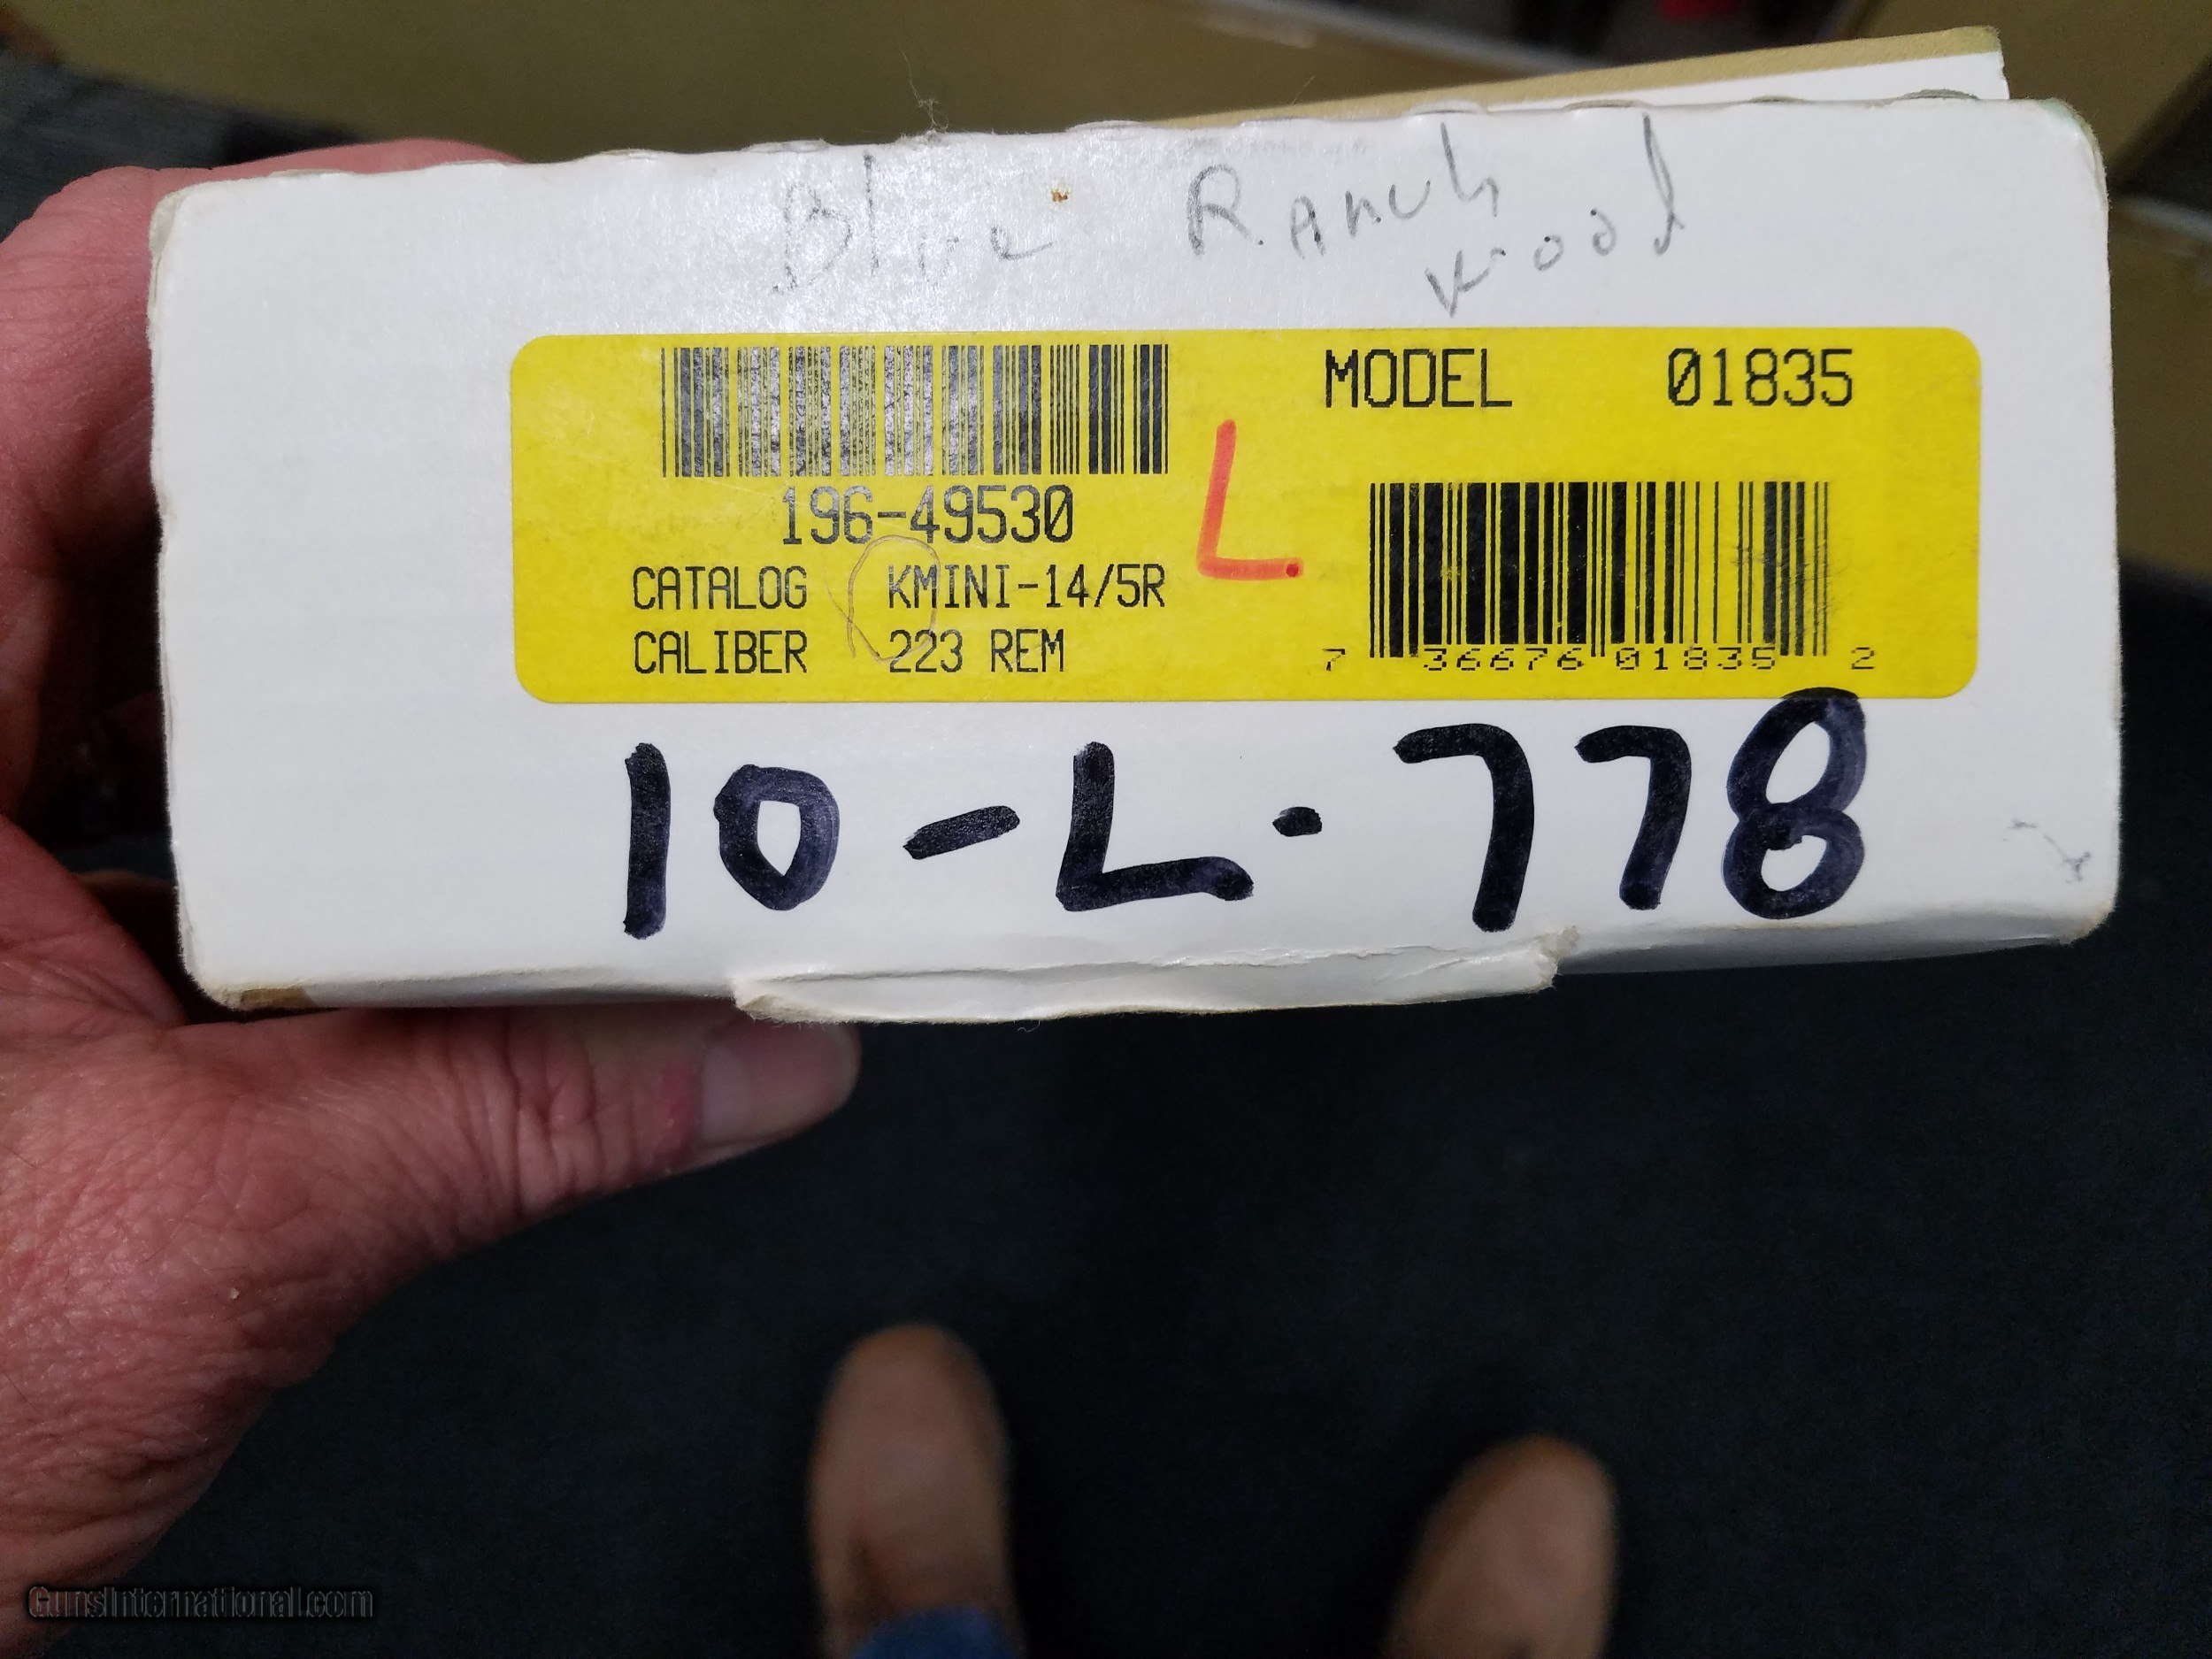 Blue Ranch
Wood
MODEL 01835
L
196-49530
CATALOG KMINI-14/5R
CALIBER 223 REM
7 36676 01835 2
10-L-778
GunsInternational.com